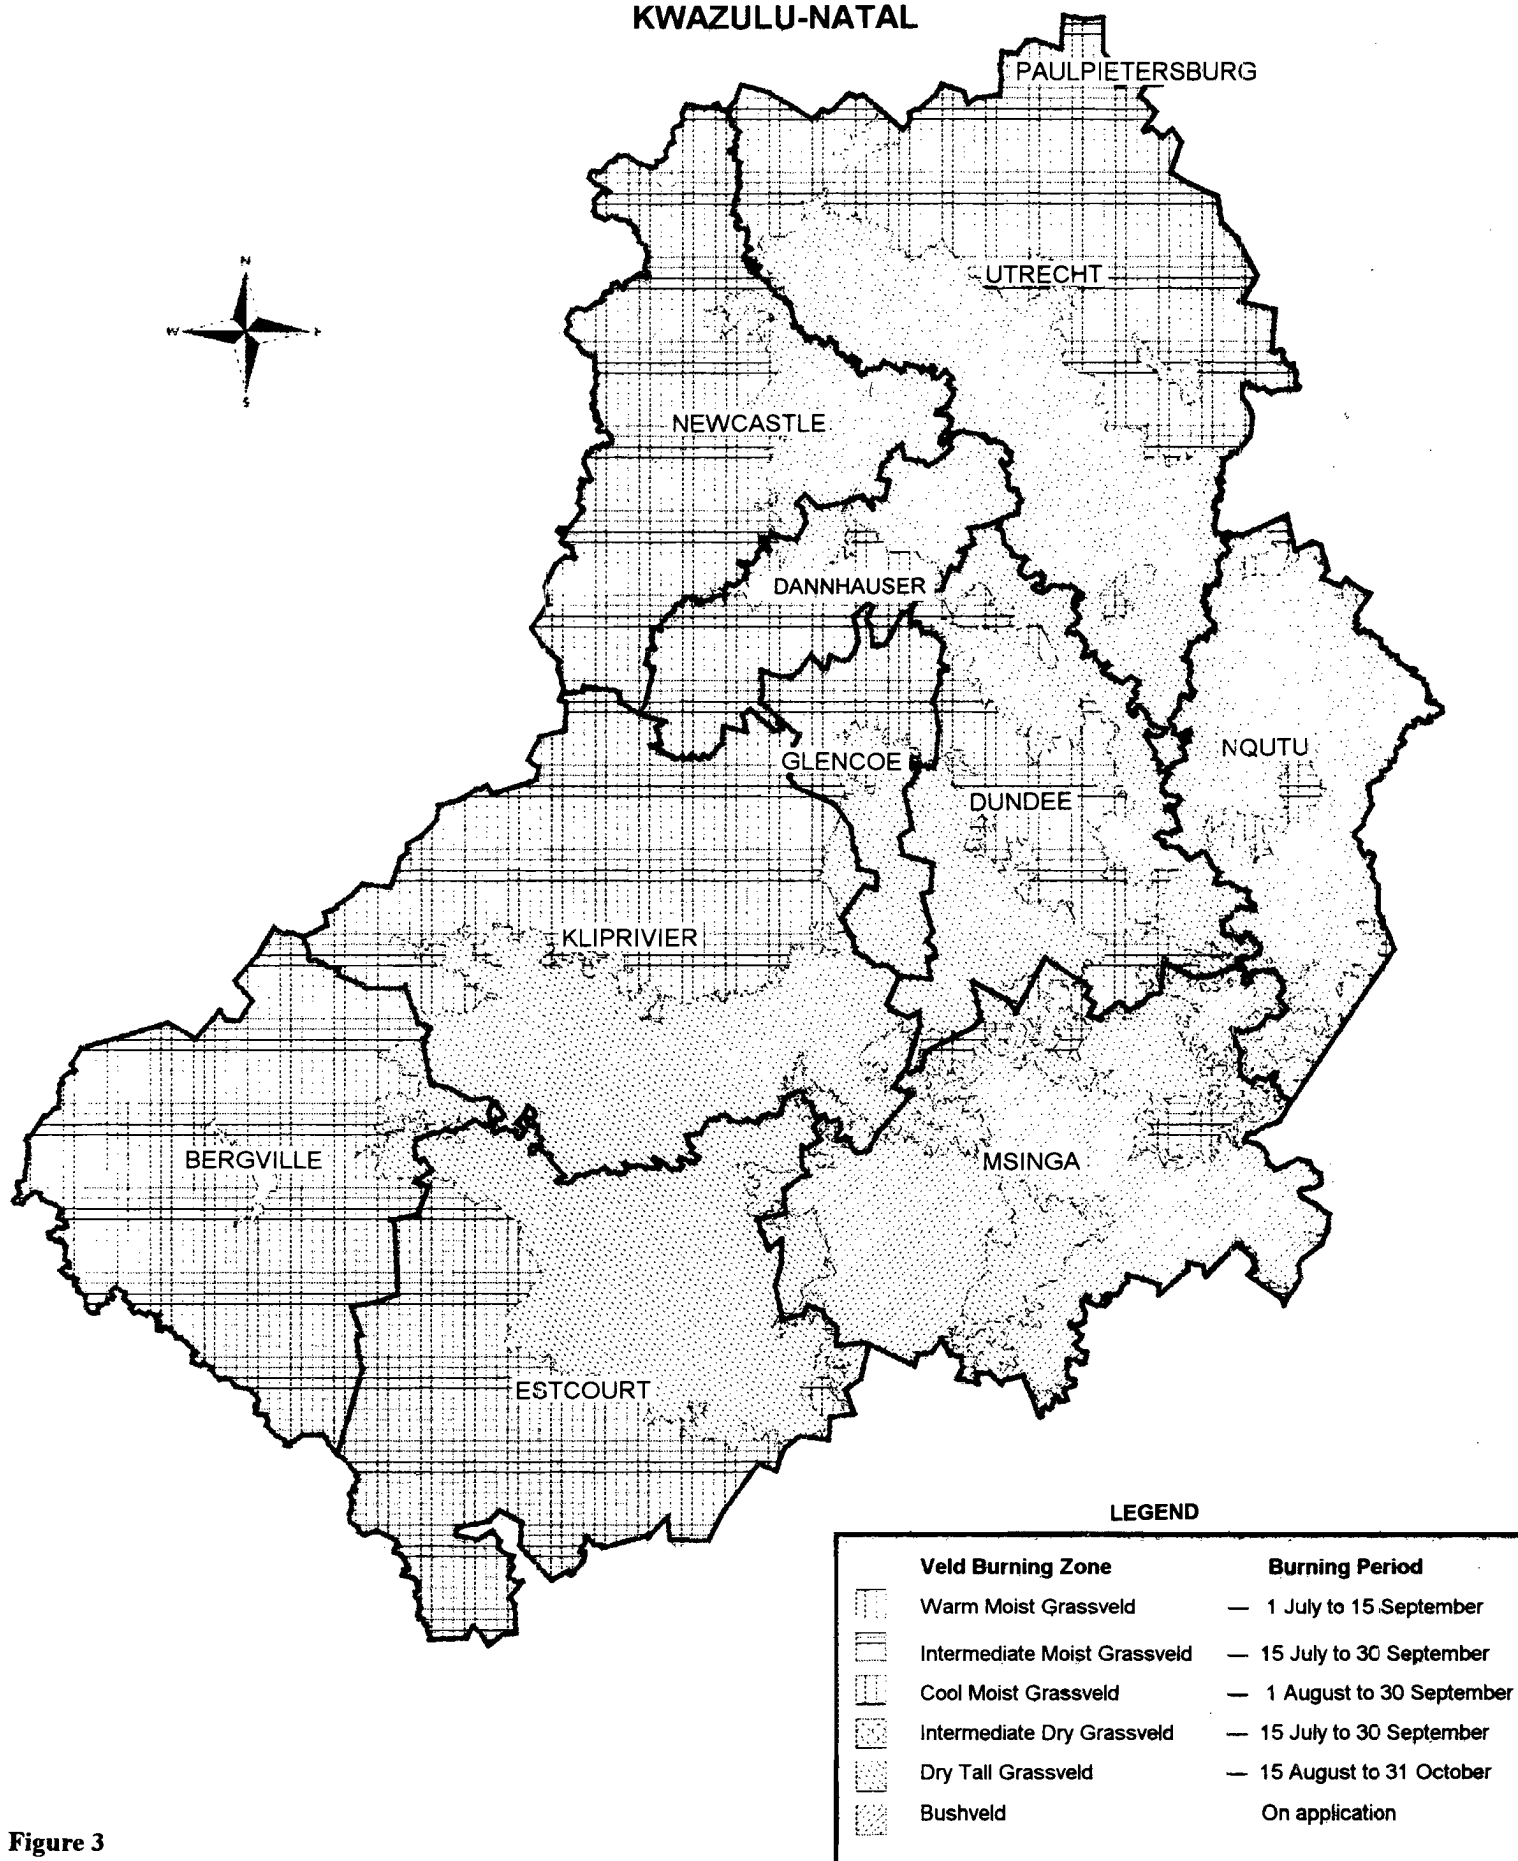 KWAZULU-NATAL
PAULPIETERSBURG
UTRECHT
N
W
S
NEWCASTLE
DANNHAUSER
NQUTU
GLENCOE
DUNDEE
KLIPRIVIER
BERGVILLE
MSINGA
ESTCOURT
LEGEND
Veld Burning Zone Burning Period
Warm Moist Grassveld — 1 July to 15 September
Intermediate Moist Grassveld — 15 July to 30 September
Cool Moist Grassveld — 1 August to 30 September
Intermediate Dry Grassveld — 15 July to 30 September
Dry Tall Grassveld — 15 August to 31 October
Bushveld On application
Figure 3